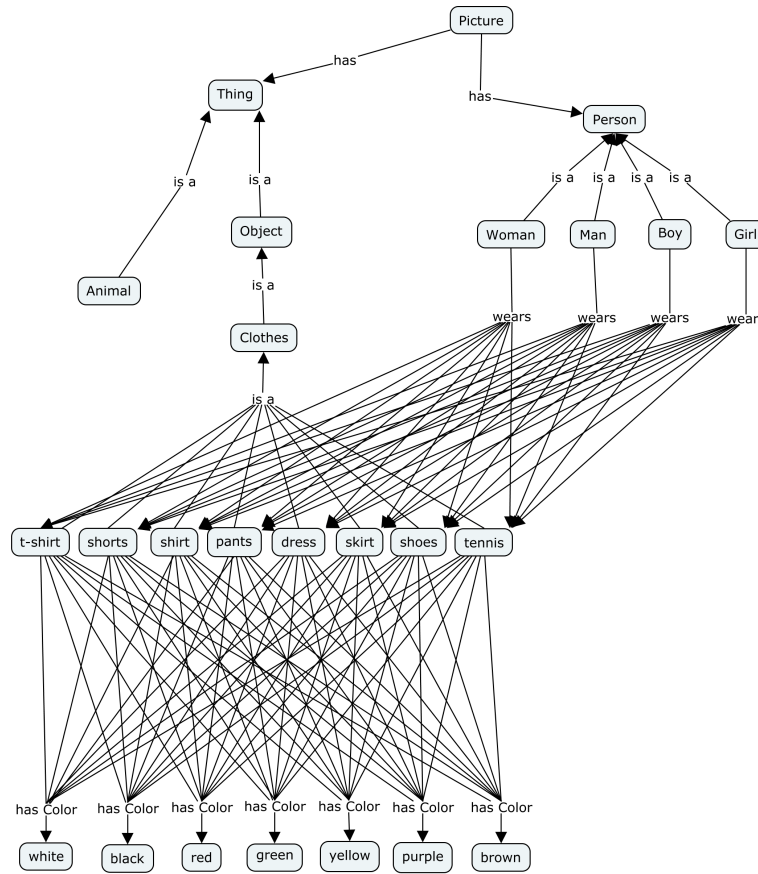 Picture
has
Thing
has
Person
is a
is a
is a
is a
is a
is a
Object
Woman
Man
Boy
Girl
Animal
is a
Clothes
wears
wears
wears
wear
is a
t-shirt
shorts
shirt
pants
dress
skirt
shoes
tennis
has Color
has Color
has Color
has Color
has Color
has Color
has Color
white
black
red
green
yellow
purple
brown